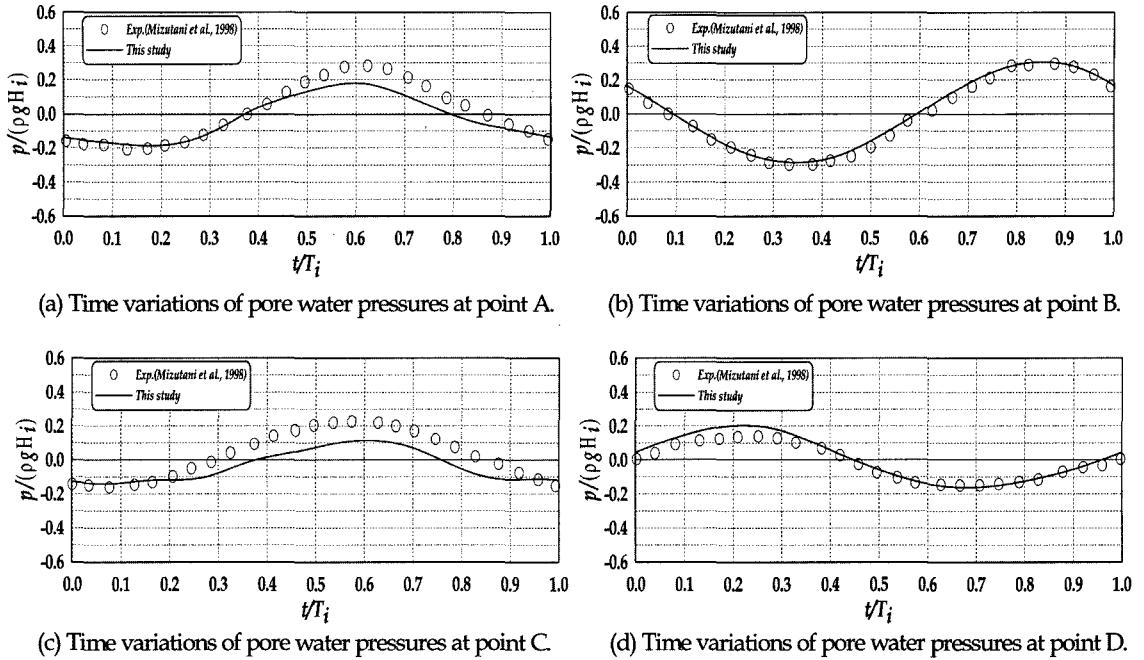 Exp.(Mizutani et al., 1998)
This study
0.6
0.4
0.2
0.0
-0.2
-0.4
-0.6
p/(ρgHi)
0.0 0.1 0.2 0.3 0.4 0.5 0.6 0.7 0.8 0.9 1.0
t/Ti
(a) Time variations of pore water pressures at point A.
Exp.(Mizutani et al., 1998)
This study
0.6
0.4
0.2
0.0
-0.2
-0.4
-0.6
p/(ρgHi)
0.0 0.1 0.2 0.3 0.4 0.5 0.6 0.7 0.8 0.9 1.0
t/Ti
(b) Time variations of pore water pressures at point B.
Exp.(Mizutani et al., 1998)
This study
0.6
0.4
0.2
0.0
-0.2
-0.4
-0.6
p/(ρgHi)
0.0 0.1 0.2 0.3 0.4 0.5 0.6 0.7 0.8 0.9 1.0
t/Ti
(c) Time variations of pore water pressures at point C.
Exp.(Mizutani et al., 1998)
This study
0.6
0.4
0.2
0.0
-0.2
-0.4
-0.6
p/(ρgHi)
0.0 0.1 0.2 0.3 0.4 0.5 0.6 0.7 0.8 0.9 1.0
t/Ti
(d) Time variations of pore water pressures at point D.